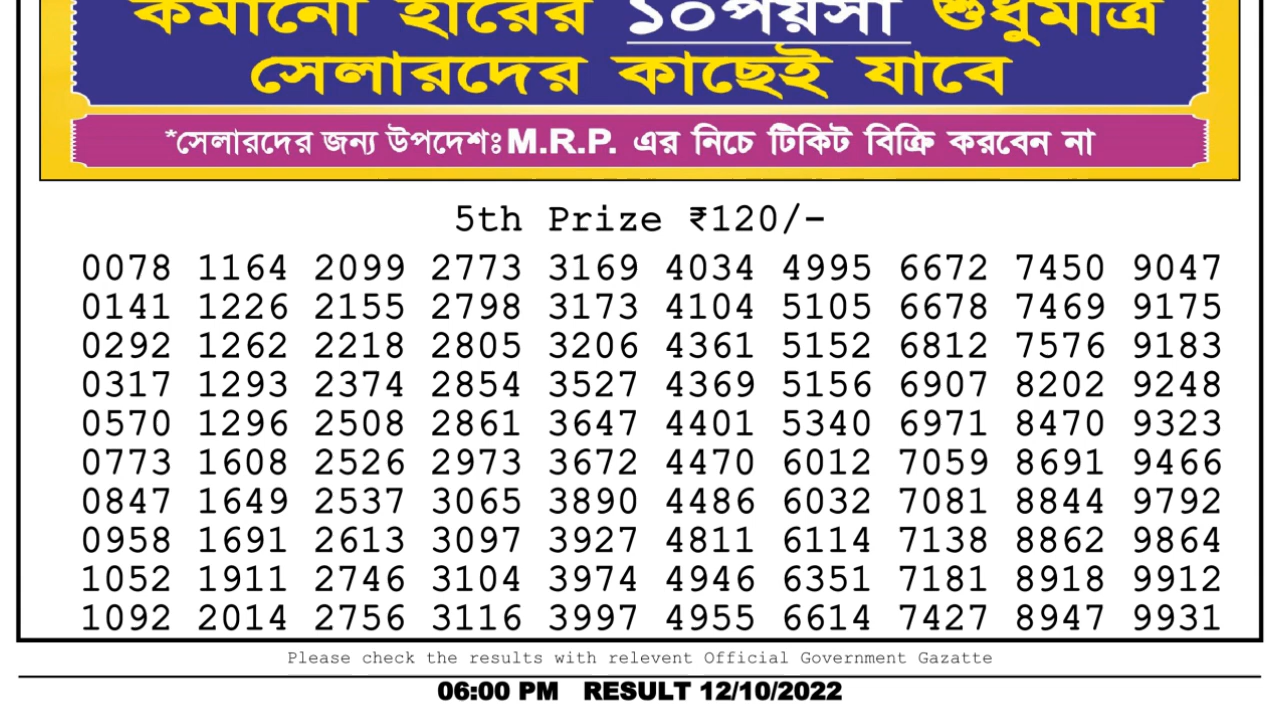 কমানো হারের ১০পয়সা শুধুমাত্র
সেলারদের কাছেই যাবে
*সেলারদের জন্য উপদেশঃ M.R.P. এর নিচে টিকিট বিক্রি করবেন না
5th Prize ₹120/-
0078 1164 2099 2773 3169 4034 4995 6672 7450 9047
0141 1226 2155 2798 3173 4104 5105 6678 7469 9175
0292 1262 2218 2805 3206 4361 5152 6812 7576 9183
0317 1293 2374 2854 3527 4369 5156 6907 8202 9248
0570 1296 2508 2861 3647 4401 5340 6971 8470 9323
0773 1608 2526 2973 3672 4470 6012 7059 8691 9466
0847 1649 2537 3065 3890 4486 6032 7081 8844 9792
0958 1691 2613 3097 3927 4811 6114 7138 8862 9864
1052 1911 2746 3104 3974 4946 6351 7181 8918 9912
1092 2014 2756 3116 3997 4955 6614 7427 8947 9931
Please check the results with relevent Official Government Gazatte
06:00 PM RESULT 12/10/2022